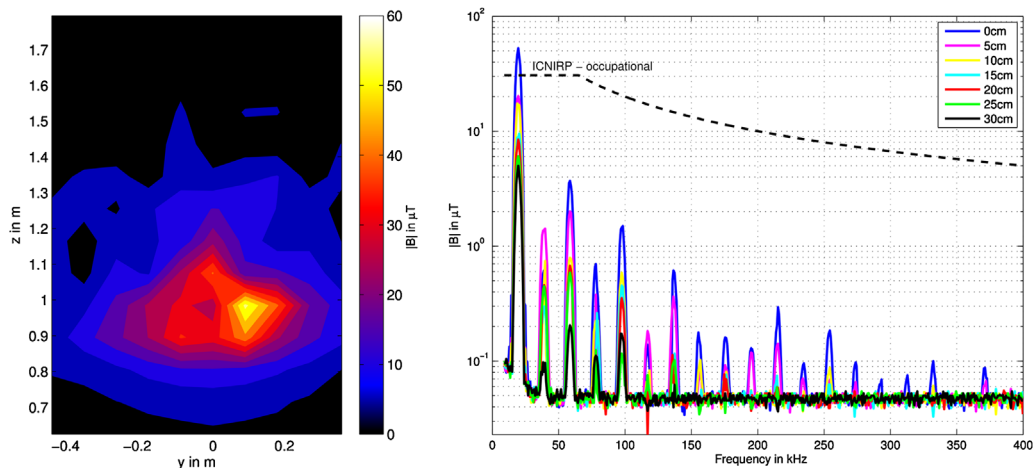 1.7
1.6
1.5
1.4
1.3
1.2
1.1
1
0.9
0.8
0.7
z in m
−0.4 −0.2 0 0.2
y in m
60
50
40
30
20
10
0
|B| in µT
10²
10¹
10⁰
10⁻¹
|B| in µT
ICNIRP − occupational
0cm
5cm
10cm
15cm
20cm
25cm
30cm
0 50 100 150 200 250 300 350 400
Frequency in kHz